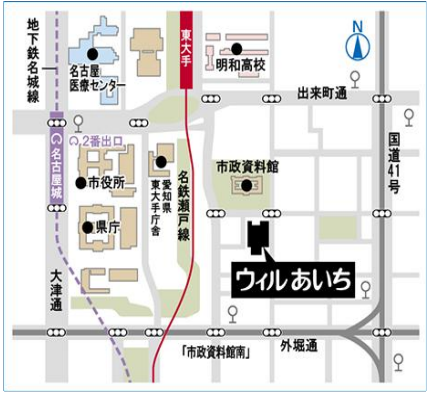 地下鉄名城線
名古屋
医療センター
東大手
明和高校
N
出来町通
名古屋城
2番出口
市役所
県庁
愛知県
東大手庁舎
名鉄瀬戸線
市政資料館
国道41号
ウィルあいち
大津通
「市政資料館南」
外堀通